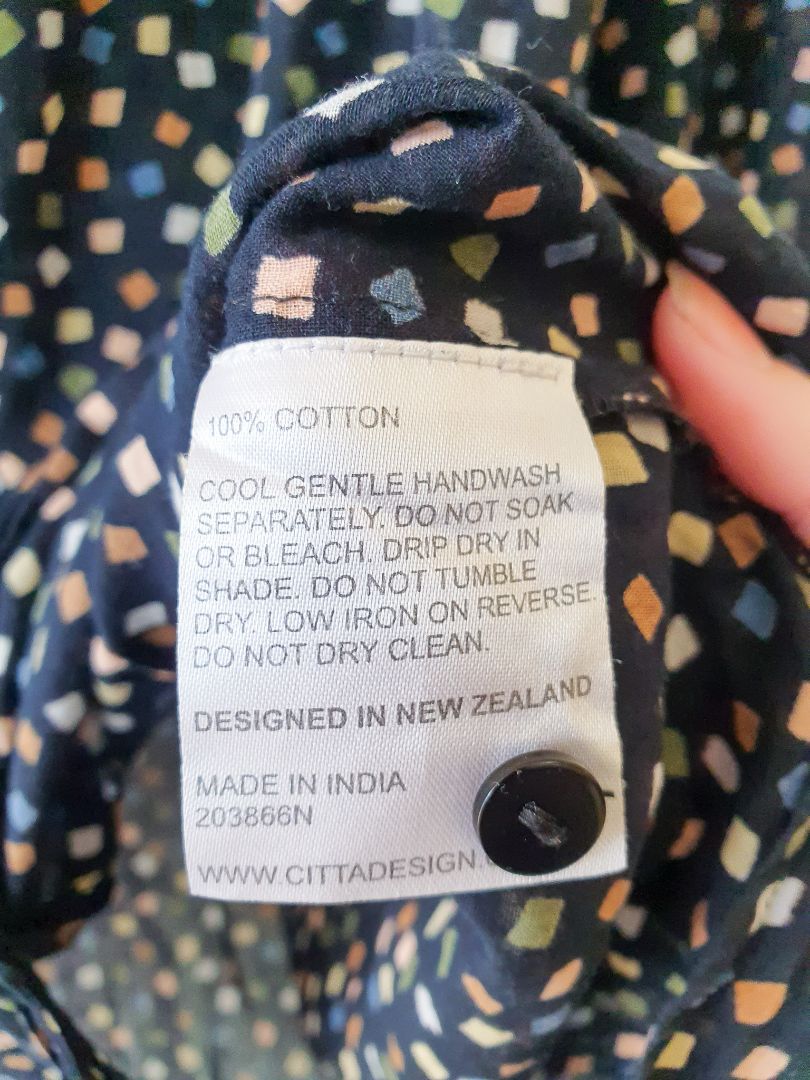 100% COTTON
COOL GENTLE HANDWASH
SEPARATELY. DO NOT SOAK
OR BLEACH. DRIP DRY IN
SHADE. DO NOT TUMBLE
DRY. LOW IRON ON REVERSE.
DO NOT DRY CLEAN.
DESIGNED IN NEW ZEALAND
MADE IN INDIA
203866N
WWW.CITTADESIGN.